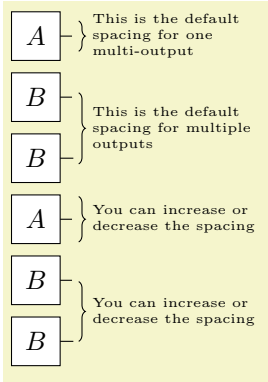 A
This is the default
spacing for one
multi-output
B
This is the default
spacing for multiple
outputs
B
A
You can increase or
decrease the spacing
B
You can increase or
decrease the spacing
B